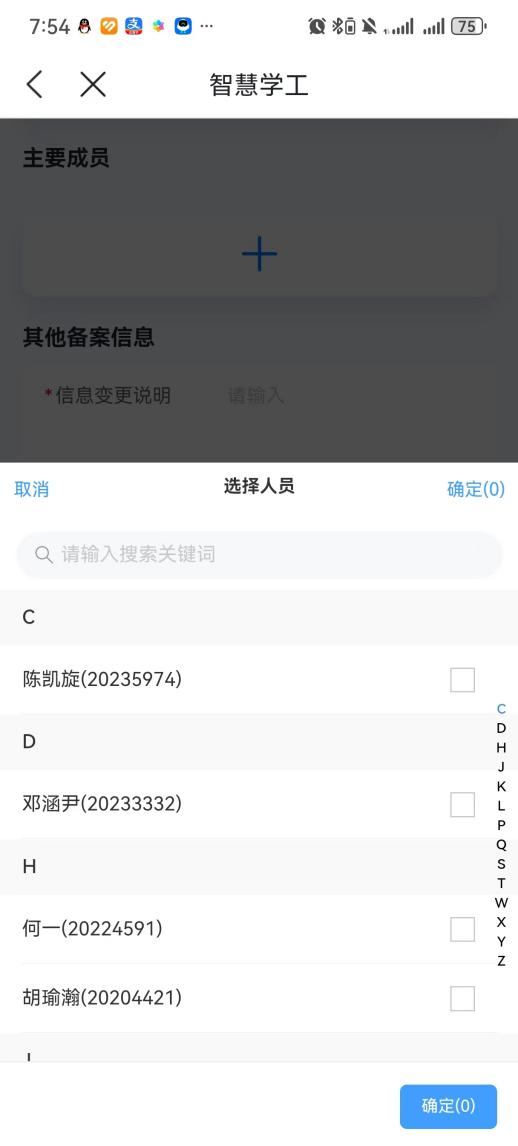 7:54
75
智慧学工
主要成员
其他备案信息
*信息变更说明 请输入
取消 选择人员 确定(0)
请输入搜索关键词
C
陈凯旋(20235974)
D
邓涵尹(20233332)
H
何一(20224591)
胡瑜瀚(20204421)
C
D
H
J
K
L
P
Q
S
T
W
X
Y
Z
确定(0)